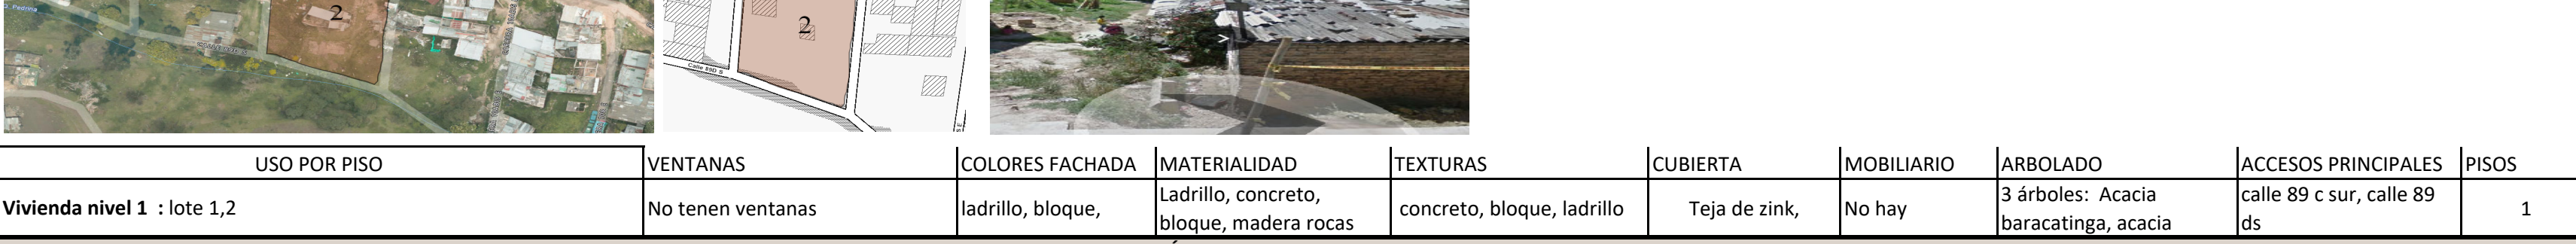 2
2
L
Calle 89D S
>
USO POR PISO
VENTANAS
COLORES FACHADA
MATERIALIDAD
TEXTURAS
CUBIERTA
MOBILIARIO
ARBOLADO
ACCESOS PRINCIPALES
PISOS
Vivienda nivel 1 : lote 1,2
No tenen ventanas
ladrillo, bloque,
Ladrillo, concreto,
bloque, madera rocas
concreto, bloque, ladrillo
Teja de zink,
No hay
3 árboles: Acacia
baracatinga, acacia
calle 89 c sur, calle 89
ds
1